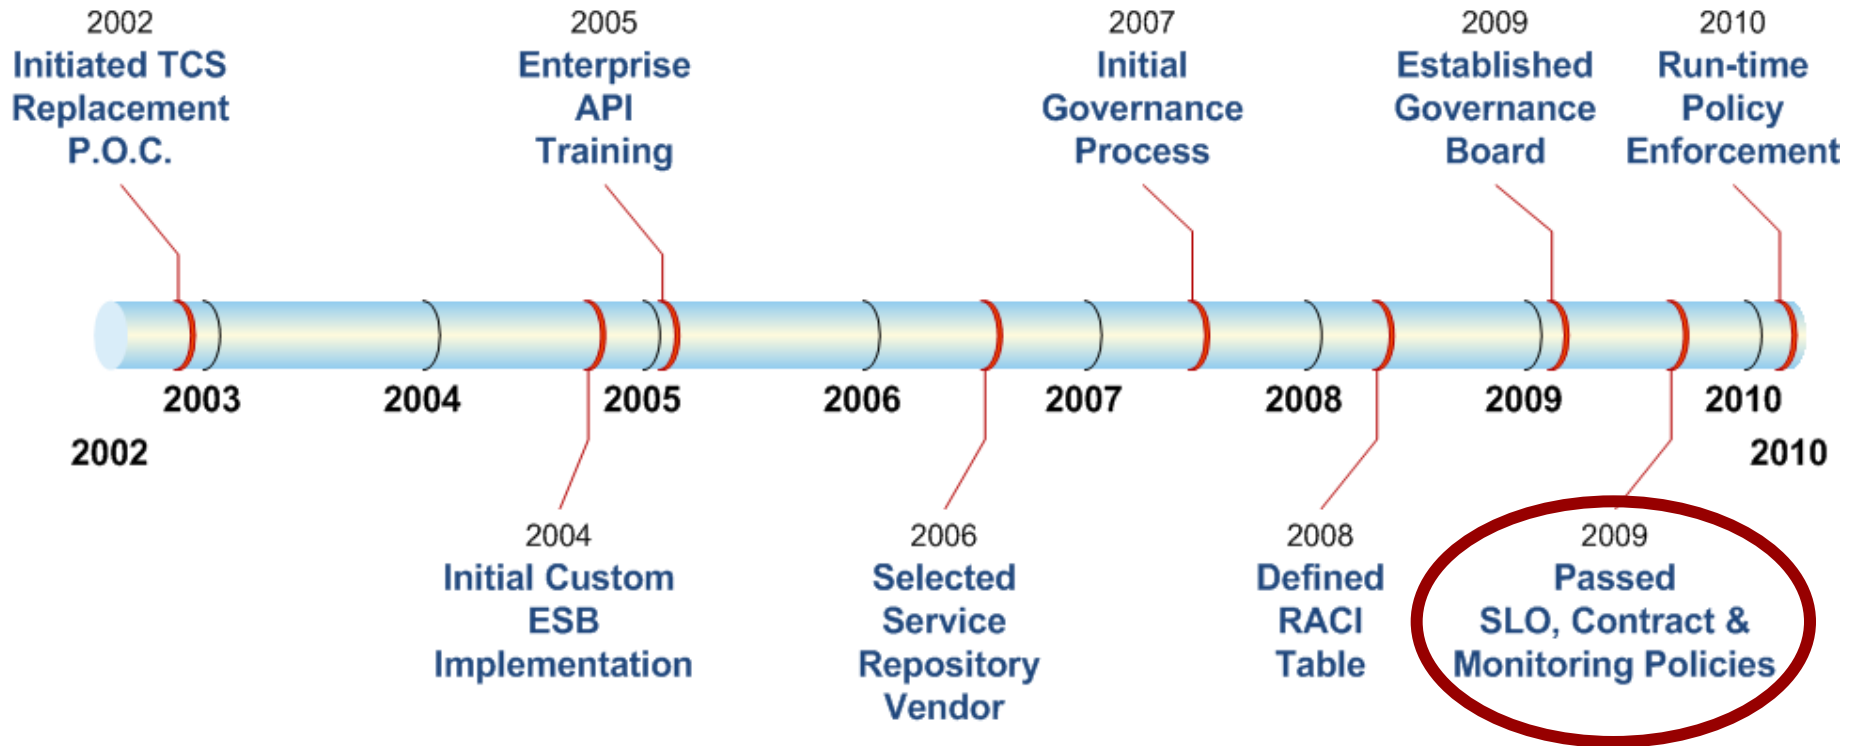 2002
Initiated TCS
Replacement
P.O.C.
2005
Enterprise
API
Training
2007
Initial
Governance
Process
2009
Established
Governance
Board
2010
Run-time
Policy
Enforcement
2003
2004
2005
2006
2007
2008
2009
2010
2002
2010
2004
Initial Custom
ESB
Implementation
2006
Selected
Service
Repository
Vendor
2008
Defined
RACI
Table
2009
Passed
SLO, Contract &
Monitoring Policies